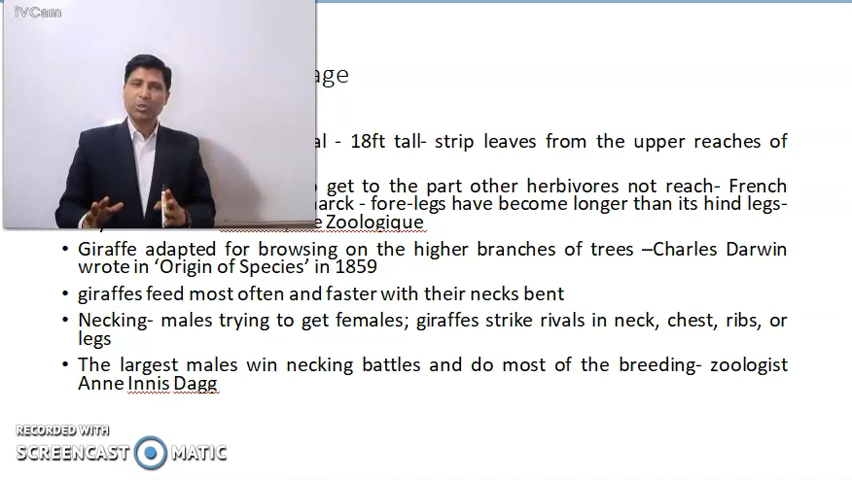 iVCam
age
al - 18ft tall- strip leaves from the upper reaches of
get to the part other herbivores not reach- French
arck - fore-legs have become longer than its hind legs-
Zoologique
• Giraffe adapted for browsing on the higher branches of trees –Charles Darwin
wrote in ‘Origin of Species’ in 1859
• giraffes feed most often and faster with their necks bent
• Necking- males trying to get females; giraffes strike rivals in neck, chest, ribs, or
legs
• The largest males win necking battles and do most of the breeding- zoologist
Anne Innis Dagg
RECORDED WITH
SCREENCAST MATIC